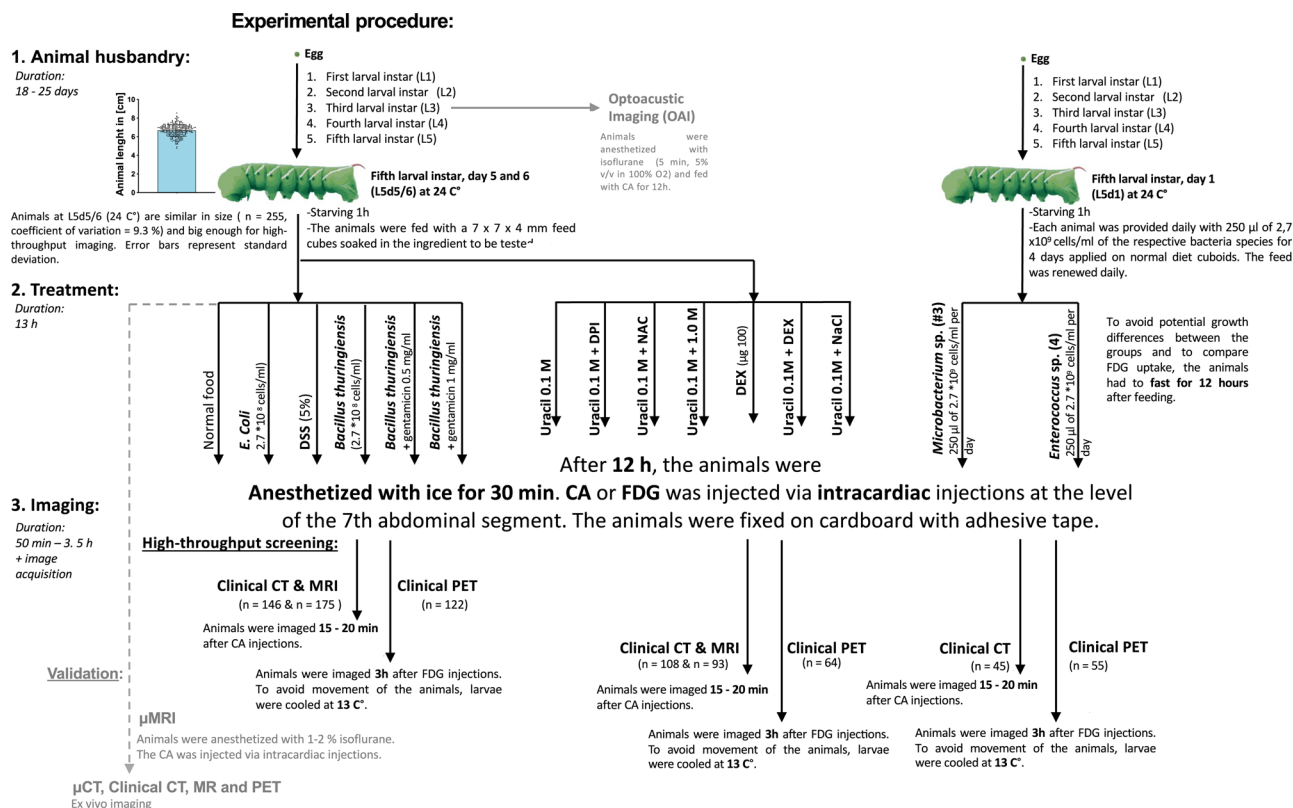 Experimental procedure:
1. Animal husbandry:
Duration:
18 - 25 days
Animal lenght in [cm]
10
8
6
4
2
0
Animals at L5d5/6 (24 C°) are similar in size ( n = 255,
coefficient of variation = 9.3 %) and big enough for high-
throughput imaging. Error bars represent standard
deviation.
Egg
1. First larval instar (L1)
2. Second larval instar (L2)
3. Third larval instar (L3)
4. Fourth larval instar (L4)
5. Fifth larval instar (L5)
Optoacustic
Imaging (OAI)
Animals were
anesthetized with
isoflurane (5 min, 5%
v/v in 100% O2) and fed
with CA for 12h.
Fifth larval instar, day 5 and 6
(L5d5/6) at 24 C°
-Starving 1h
-The animals were fed with a 7 x 7 x 4 mm feed
cubes soaked in the ingredient to be tested
Egg
1. First larval instar (L1)
2. Second larval instar (L2)
3. Third larval instar (L3)
4. Fourth larval instar (L4)
5. Fifth larval instar (L5)
Fifth larval instar, day 1
(L5d1) at 24 C°
-Starving 1h
-Each animal was provided daily with 250 µl of 2,7
x10⁹ cells/ml of the respective bacteria species for
4 days applied on normal diet cuboids. The feed
was renewed daily.
2. Treatment:
Duration:
13 h
Normal food
E. Coli
2.7 *10⁸ cells/ml)
DSS (5%)
Bacillus thuringiensis
(2.7 *10⁸ cells/ml)
Bacillus thuringiensis
+ gentamicin 0.5 mg/ml
Bacillus thuringiensis
+ gentamicin 1 mg/ml
Uracil 0.1 M
Uracil 0.1 M + DPI
Uracil 0.1 M + NAC
Uracil 0.1 M + 1.0 M
DEX (µg 100)
Uracil 0.1M + DEX
Uracil 0.1M + NaCl
Microbacterium sp. (#3)
250 µl of 2.7 *10⁹ cells/ml per
day
Enterococcus sp. (4)
250 µl of 2.7 *10⁹ cells/ml per
day
To avoid potential growth
differences between the
groups and to compare
FDG uptake, the animals
had to fast for 12 hours
after feeding.
After 12 h, the animals were
Anesthetized with ice for 30 min. CA or FDG was injected via intracardiac injections at the level
of the 7th abdominal segment. The animals were fixed on cardboard with adhesive tape.
3. Imaging:
Duration:
50 min – 3. 5 h
+ image
acquisition
High-throughput screening:
Clinical CT & MRI
(n = 146 & n = 175 )
Animals were imaged 15 - 20 min
after CA injections.
Clinical PET
(n = 122)
Animals were imaged 3h after FDG injections.
To avoid movement of the animals, larvae
were cooled at 13 C°.
Clinical CT & MRI
(n = 108 & n = 93)
Animals were imaged 15 - 20 min
after CA injections.
Clinical PET
(n = 64)
Animals were imaged 3h after FDG injections.
To avoid movement of the animals, larvae
were cooled at 13 C°.
Clinical CT
(n = 45)
Animals were imaged 15 - 20 min
after CA injections.
Clinical PET
(n = 55)
Animals were imaged 3h after FDG injections.
To avoid movement of the animals, larvae
were cooled at 13 C°.
Validation:
µMRI
Animals were anesthetized with 1-2 % isoflurane.
The CA was injected via intracardiac injections.
µCT, Clinical CT, MR and PET
Ex vivo imaging